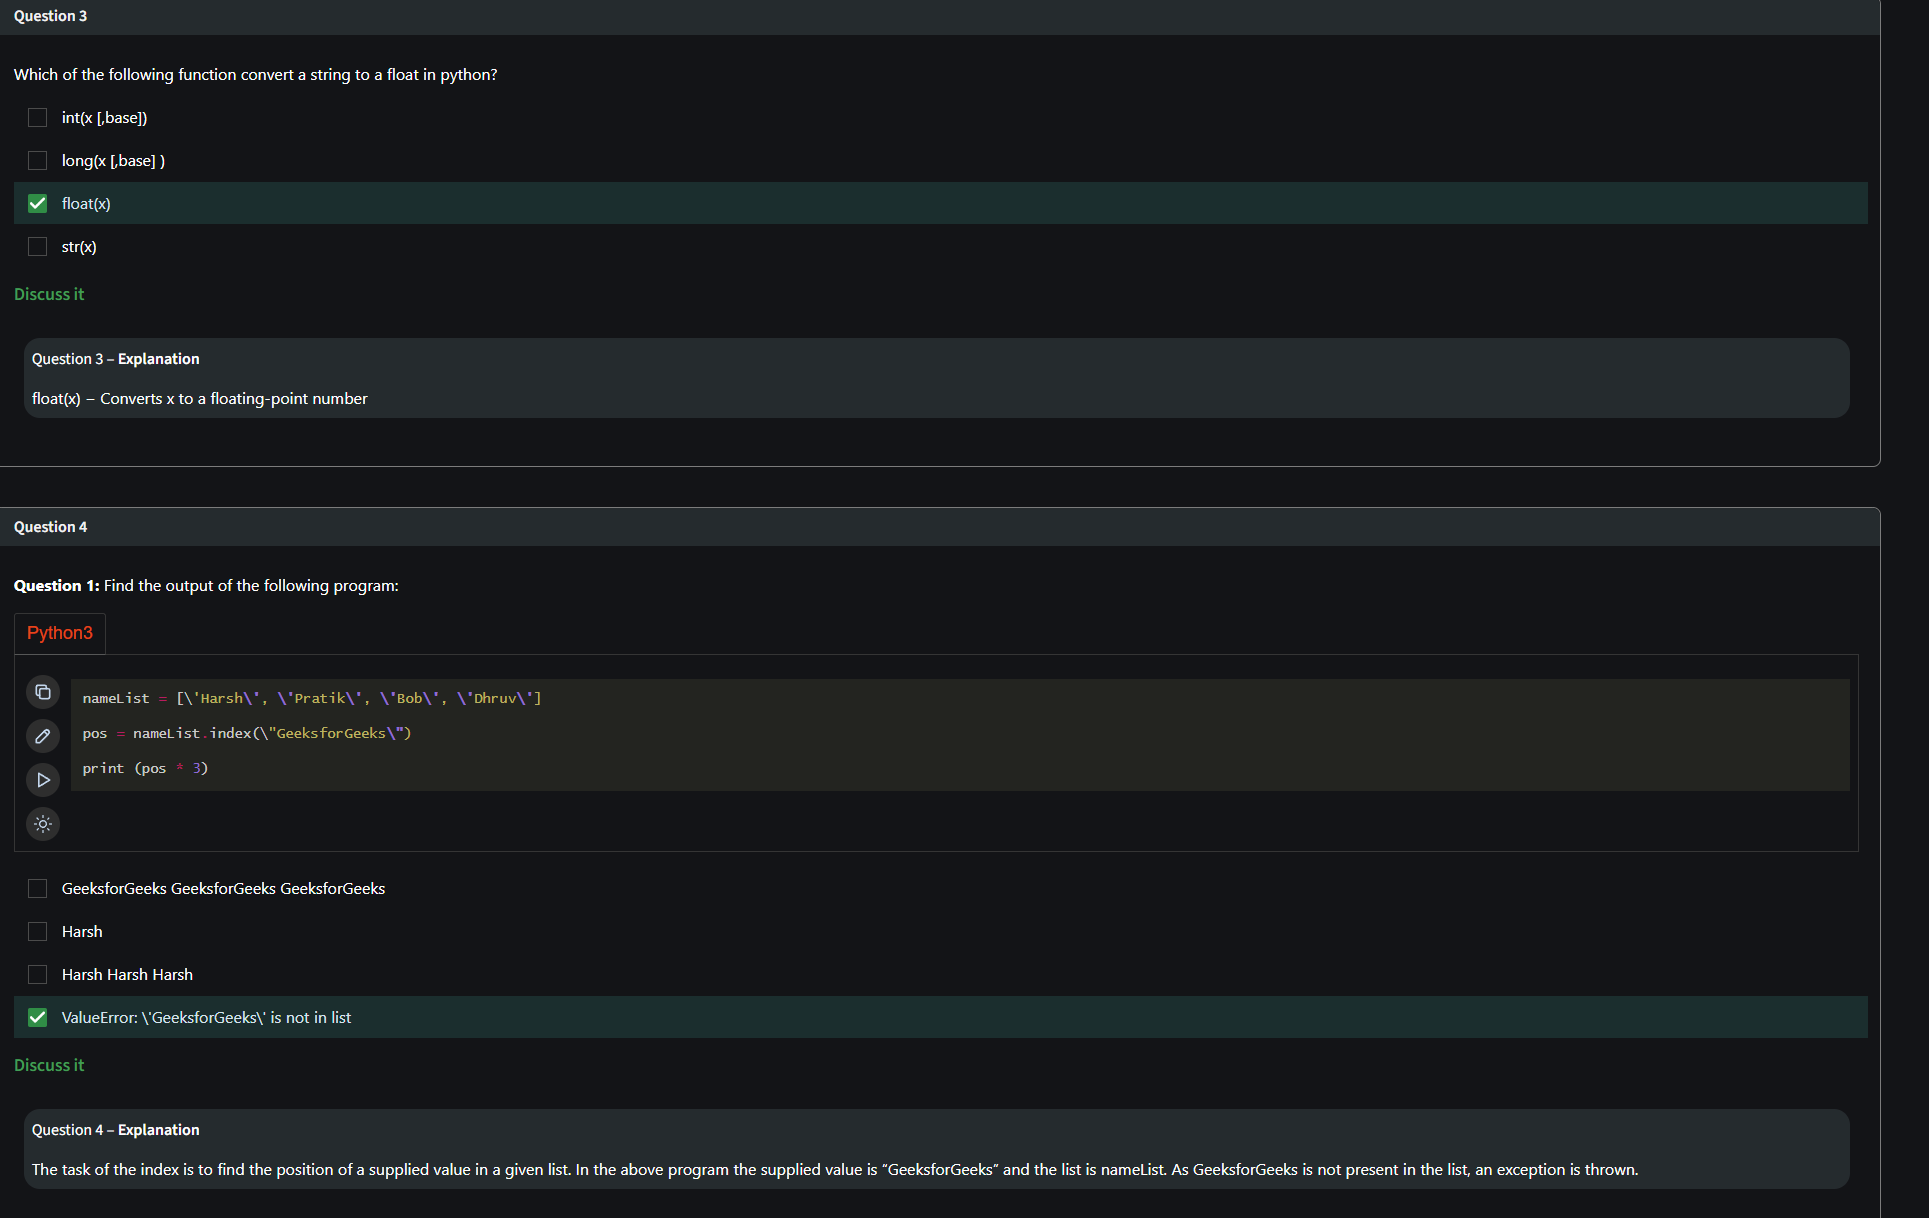 Question 3
Which of the following function convert a string to a float in python?
int(x [,base])
long(x [,base] )
float(x)
str(x)
Discuss it
Question 3 – Explanation
float(x) – Converts x to a floating-point number
Question 4
Question 1: Find the output of the following program:
Python3
nameList = [\'Harsh\', \'Pratik\', \'Bob\', \'Dhruv\']
pos = nameList.index(\"GeeksforGeeks\")
print (pos * 3)
GeeksforGeeks GeeksforGeeks GeeksforGeeks
Harsh
Harsh Harsh Harsh
ValueError: \'GeeksforGeeks\' is not in list
Discuss it
Question 4 – Explanation
The task of the index is to find the position of a supplied value in a given list. In the above program the supplied value is “GeeksforGeeks” and the list is nameList. As GeeksforGeeks is not present in the list, an exception is thrown.